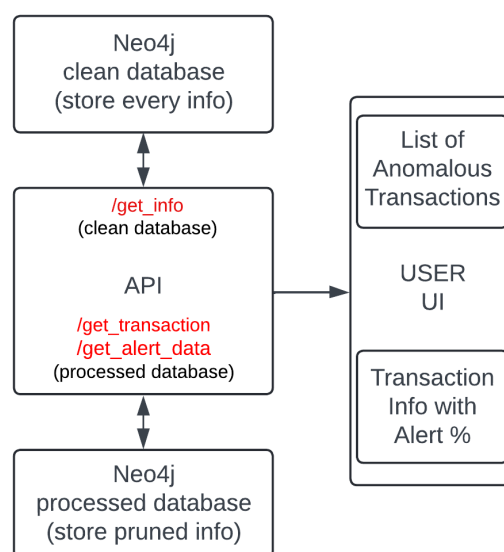 Neo4j
clean database
(store every info)
/get_info
(clean database)
API
/get_transaction
/get_alert_data
(processed database)
Neo4j
processed database
(store pruned info)
List of
Anomalous
Transactions
USER
UI
Transaction
Info with
Alert %